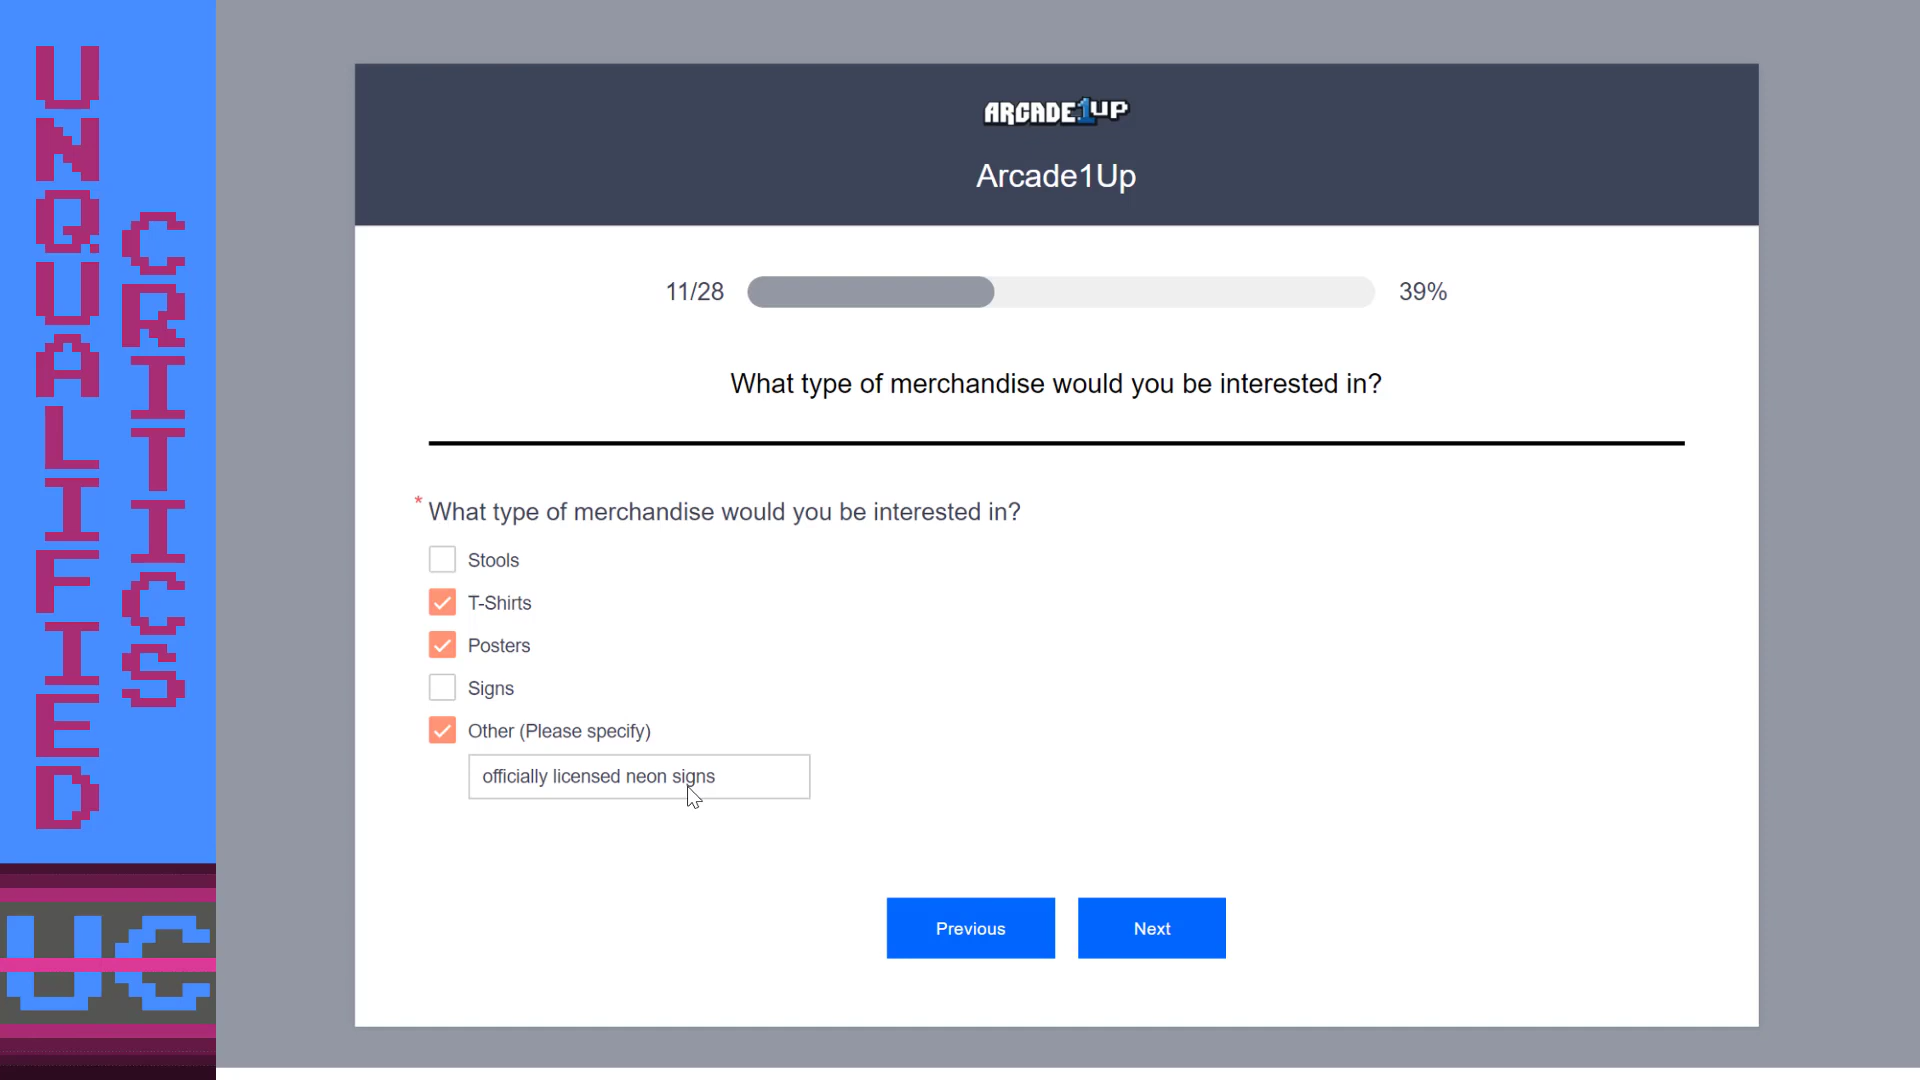 UNQUALIFIED
CRITICS
UC
ARCADE1UP
Arcade1Up
11/28
39%
What type of merchandise would you be interested in?
* What type of merchandise would you be interested in?
Stools
T-Shirts
Posters
Signs
Other (Please specify)
officially licensed neon signs
Previous
Next